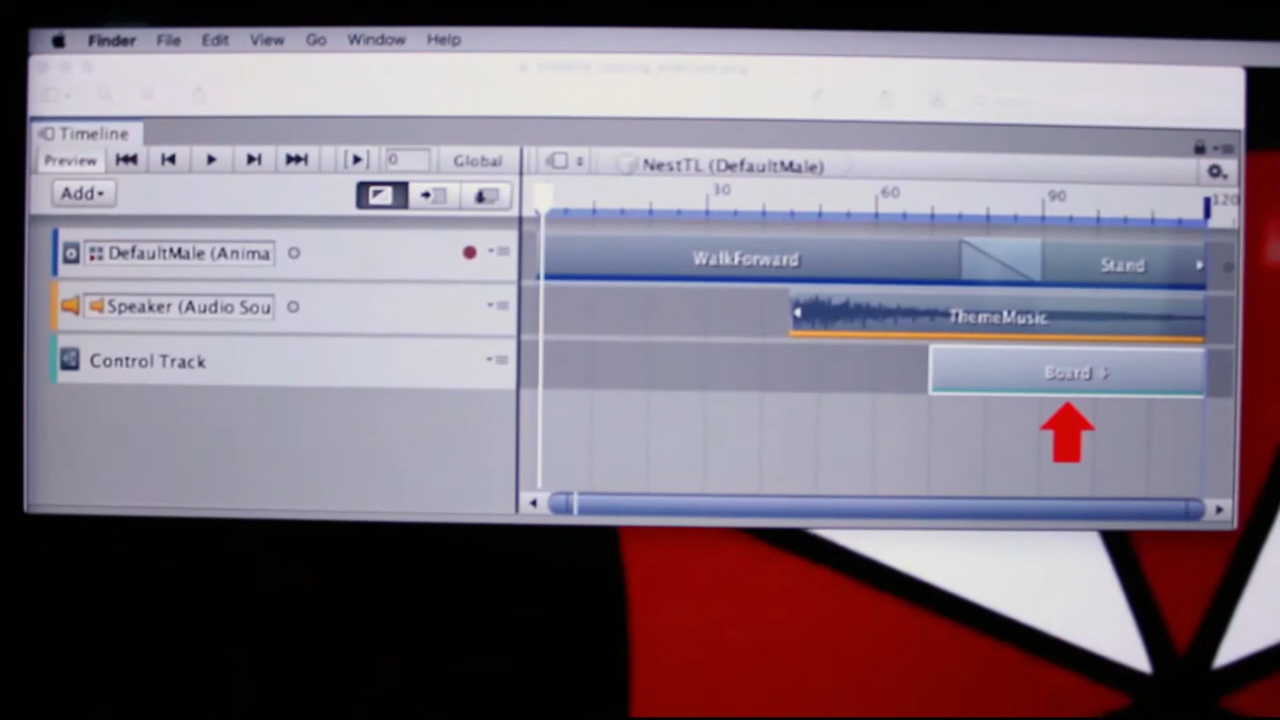 Finder File Edit View Go Window Help
Timeline
Preview 0 Global NestTL (DefaultMale)
Add 30 60 90 120
DefaultMale (Anima WalkForward Stand
Speaker (Audio Sou ThemeMusic
Control Track Board